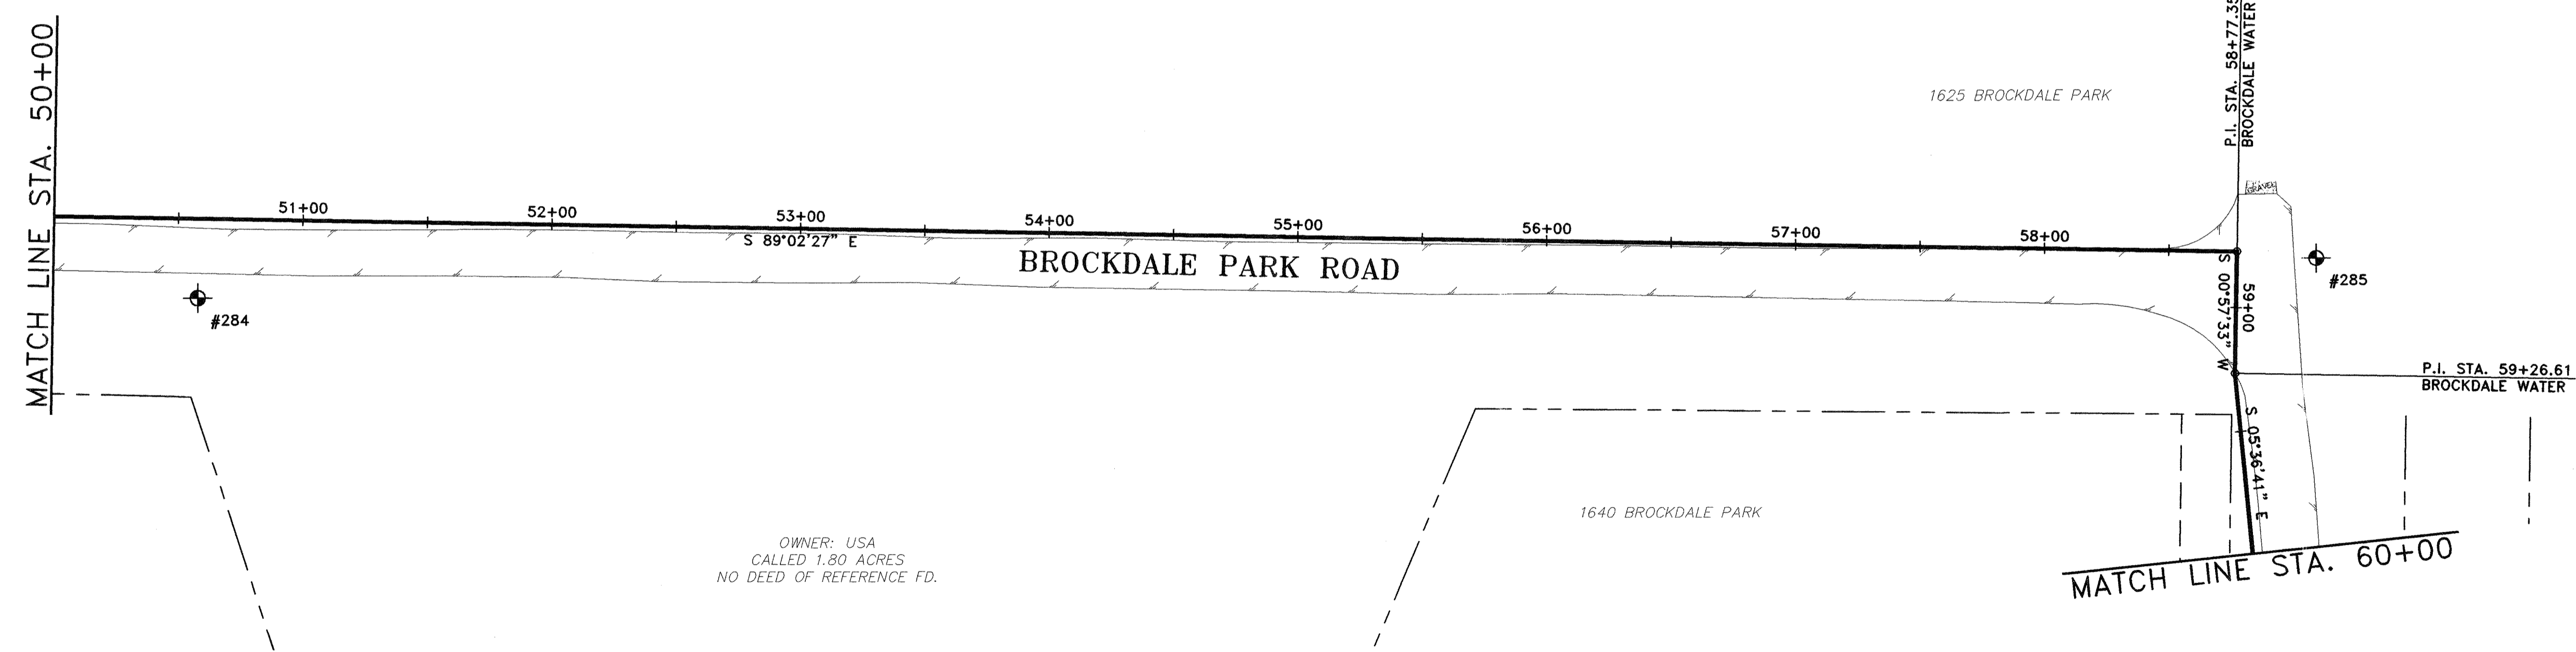 MATCH LINE STA. 50+00
P.I. STA. 58+77.35
BROCKDALE WATER
1625 BROCKDALE PARK
GRAVEL
51+00
52+00
53+00
54+00
55+00
56+00
57+00
58+00
S 89°02'27" E
BROCKDALE PARK ROAD
#284
#285
S 00°57'33" W
59+00
P.I. STA. 59+26.61
BROCKDALE WATER
S 05°36'41" E
1640 BROCKDALE PARK
OWNER: USA
CALLED 1.80 ACRES
NO DEED OF REFERENCE FD.
MATCH LINE STA. 60+00